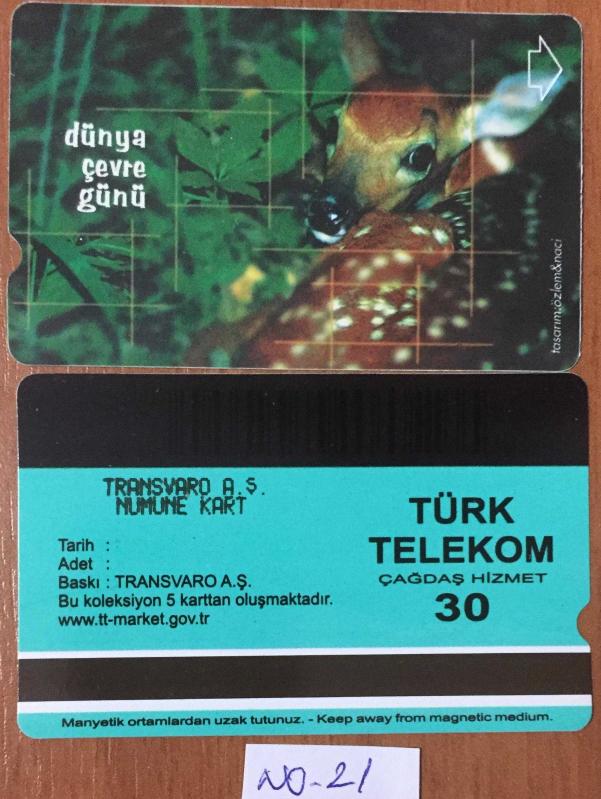 dünya
çevre
günü
tasarım:özlem&naci
TRANSVARO A.Ş.
NUMUNE KART
Tarih :
Adet :
Baskı : TRANSVARO A.Ş.
Bu koleksiyon 5 karttan oluşmaktadır.
www.tt-market.gov.tr
TÜRK
TELEKOM
ÇAĞDAŞ HİZMET
30
Manyetik ortamlardan uzak tutunuz. - Keep away from magnetic medium.
NO-21